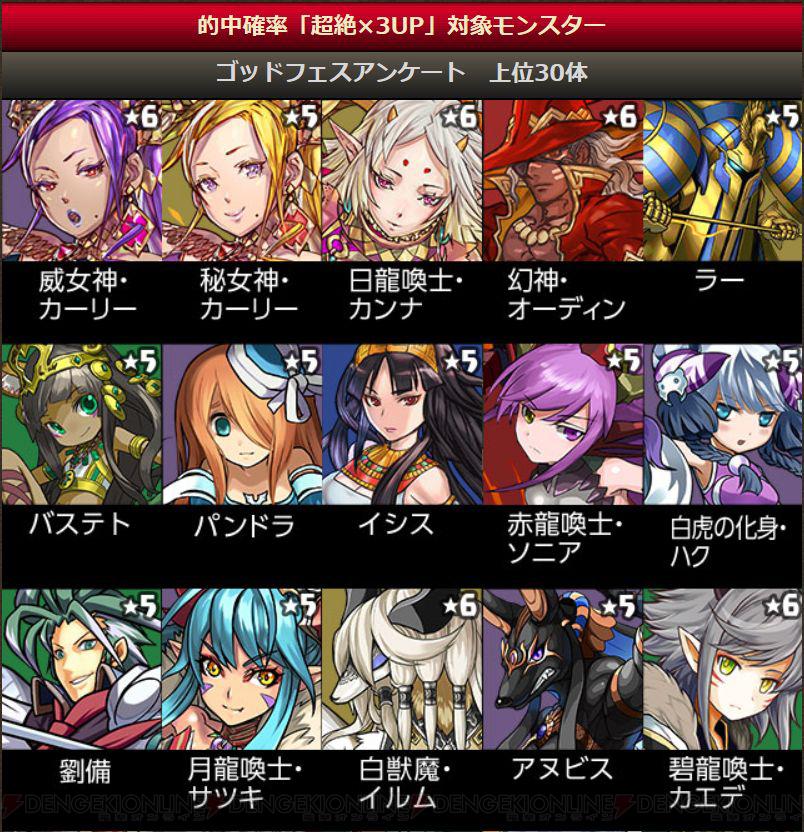 的中確率「超絶×3UP」対象モンスター
ゴッドフェスアンケート 上位30体
★6
★5
★6
★6
★5
威女神・
カーリー
秘女神・
カーリー
日龍喚士・
カンナ
幻神・
オーディン
ラー
★5
★5
★5
★5
★5
バステト
パンドラ
イシス
赤龍喚士・
ソニア
白虎の化身・
ハク
★5
★5
★6
★5
★6
劉備
月龍喚士・
サツキ
白獣魔・
イルム
アヌビス
碧龍喚士・
カエデ
DENGEKIONLINE